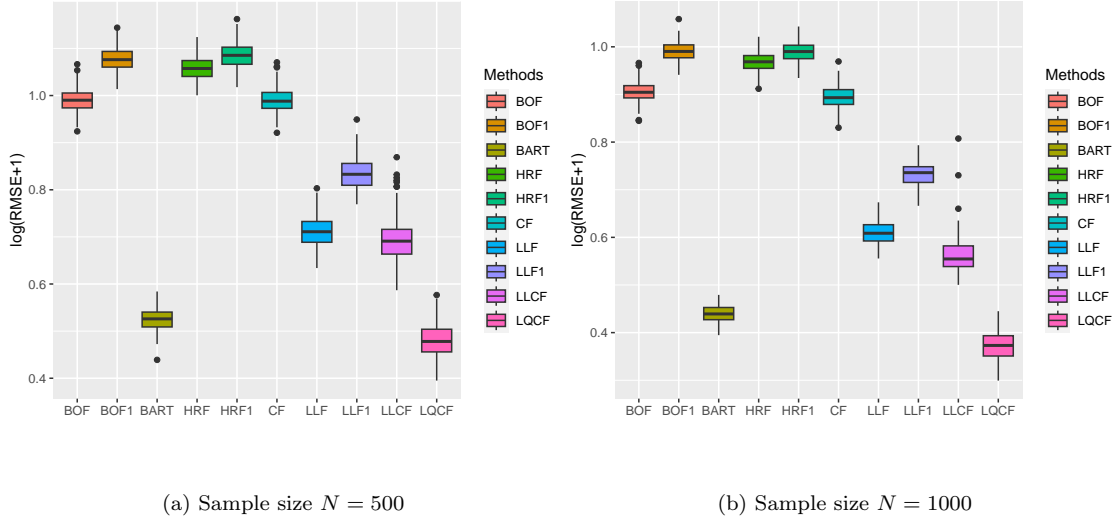 log(RMSE+1)
1.0
0.8
0.6
0.4
BOF BOF1 BART HRF HRF1 CF LLF LLF1 LLCF LQCF
Methods
BOF
BOF1
BART
HRF
HRF1
CF
LLF
LLF1
LLCF
LQCF
(a) Sample size N = 500
log(RMSE+1)
1.0
0.8
0.6
0.4
BOF BOF1 BART HRF HRF1 CF LLF LLF1 LLCF LQCF
Methods
BOF
BOF1
BART
HRF
HRF1
CF
LLF
LLF1
LLCF
LQCF
(b) Sample size N = 1000